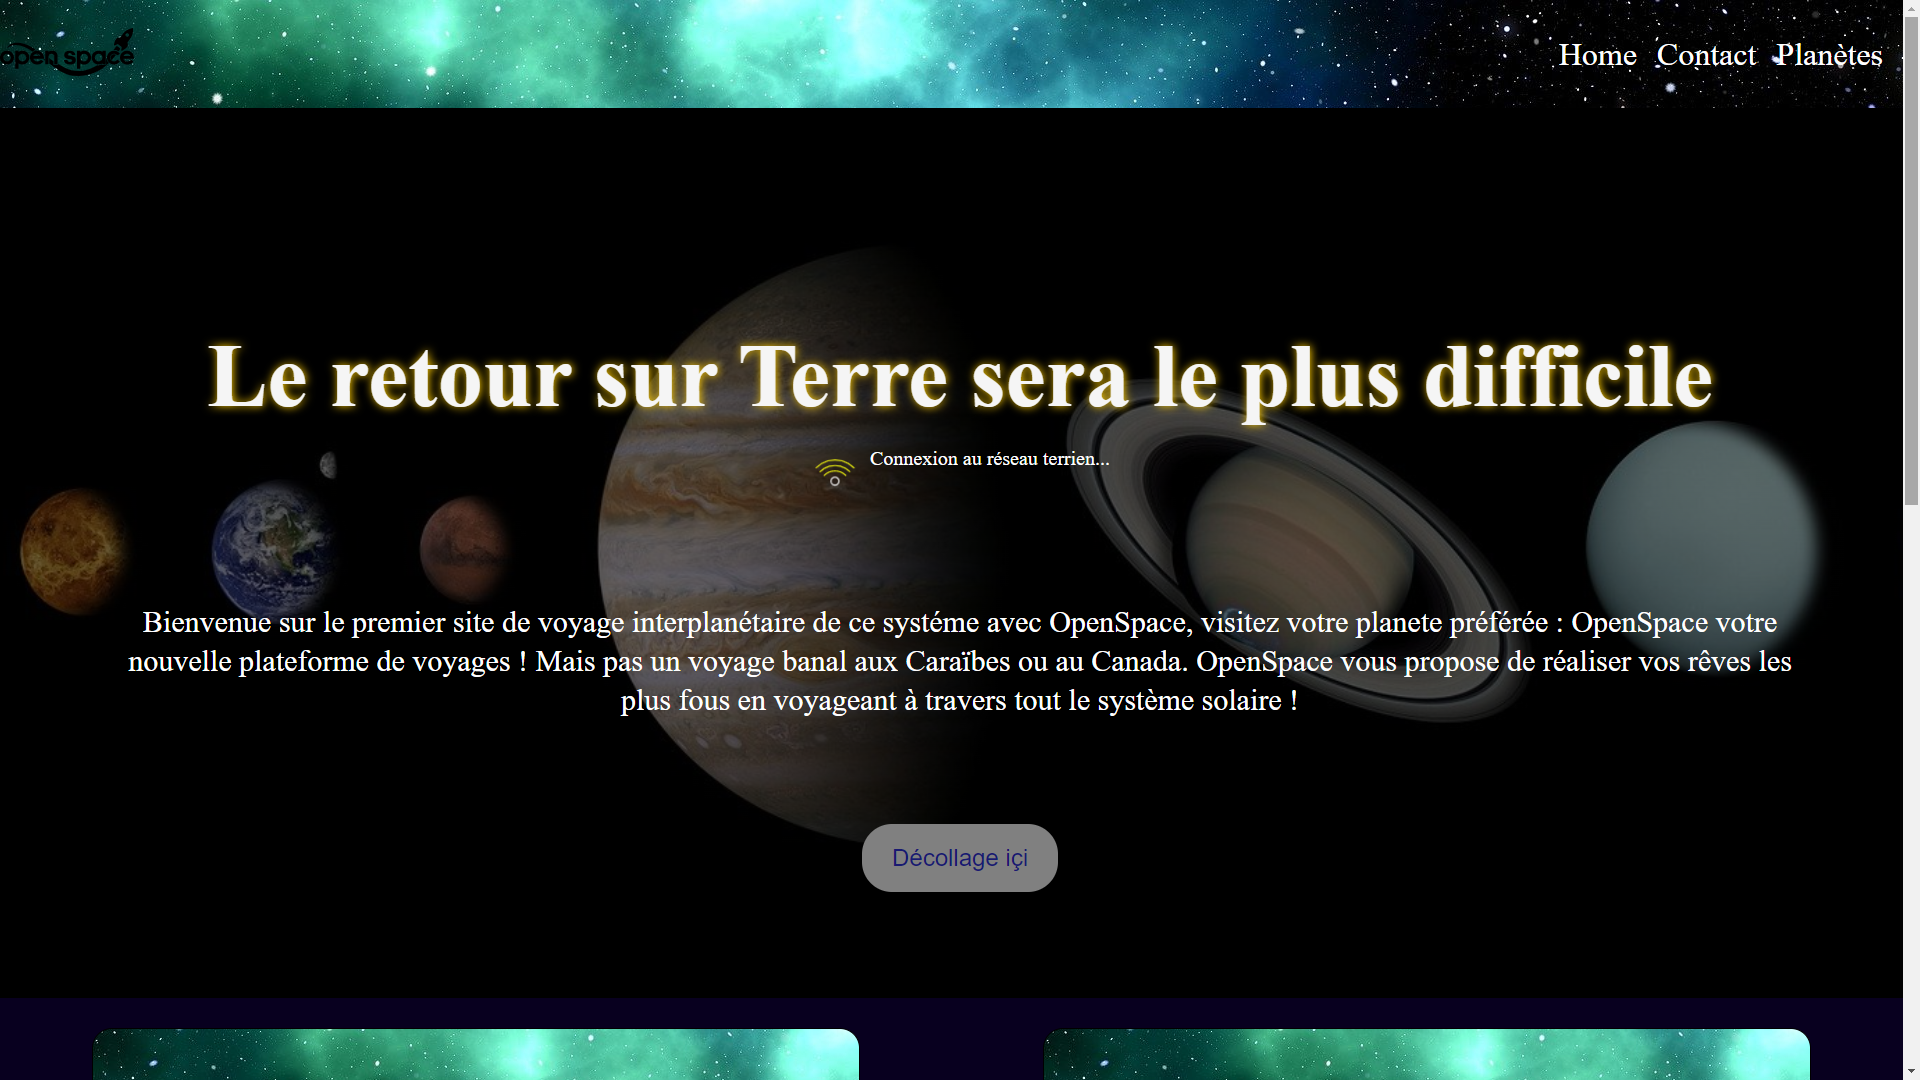 open space
Home Contact Planètes
Le retour sur Terre sera le plus difficile
Connexion au réseau terrien...
Bienvenue sur le premier site de voyage interplanétaire de ce systéme avec OpenSpace, visitez votre planete préférée : OpenSpace votre
nouvelle plateforme de voyages ! Mais pas un voyage banal aux Caraïbes ou au Canada. OpenSpace vous propose de réaliser vos rêves les
plus fous en voyageant à travers tout le système solaire !
Décollage içi